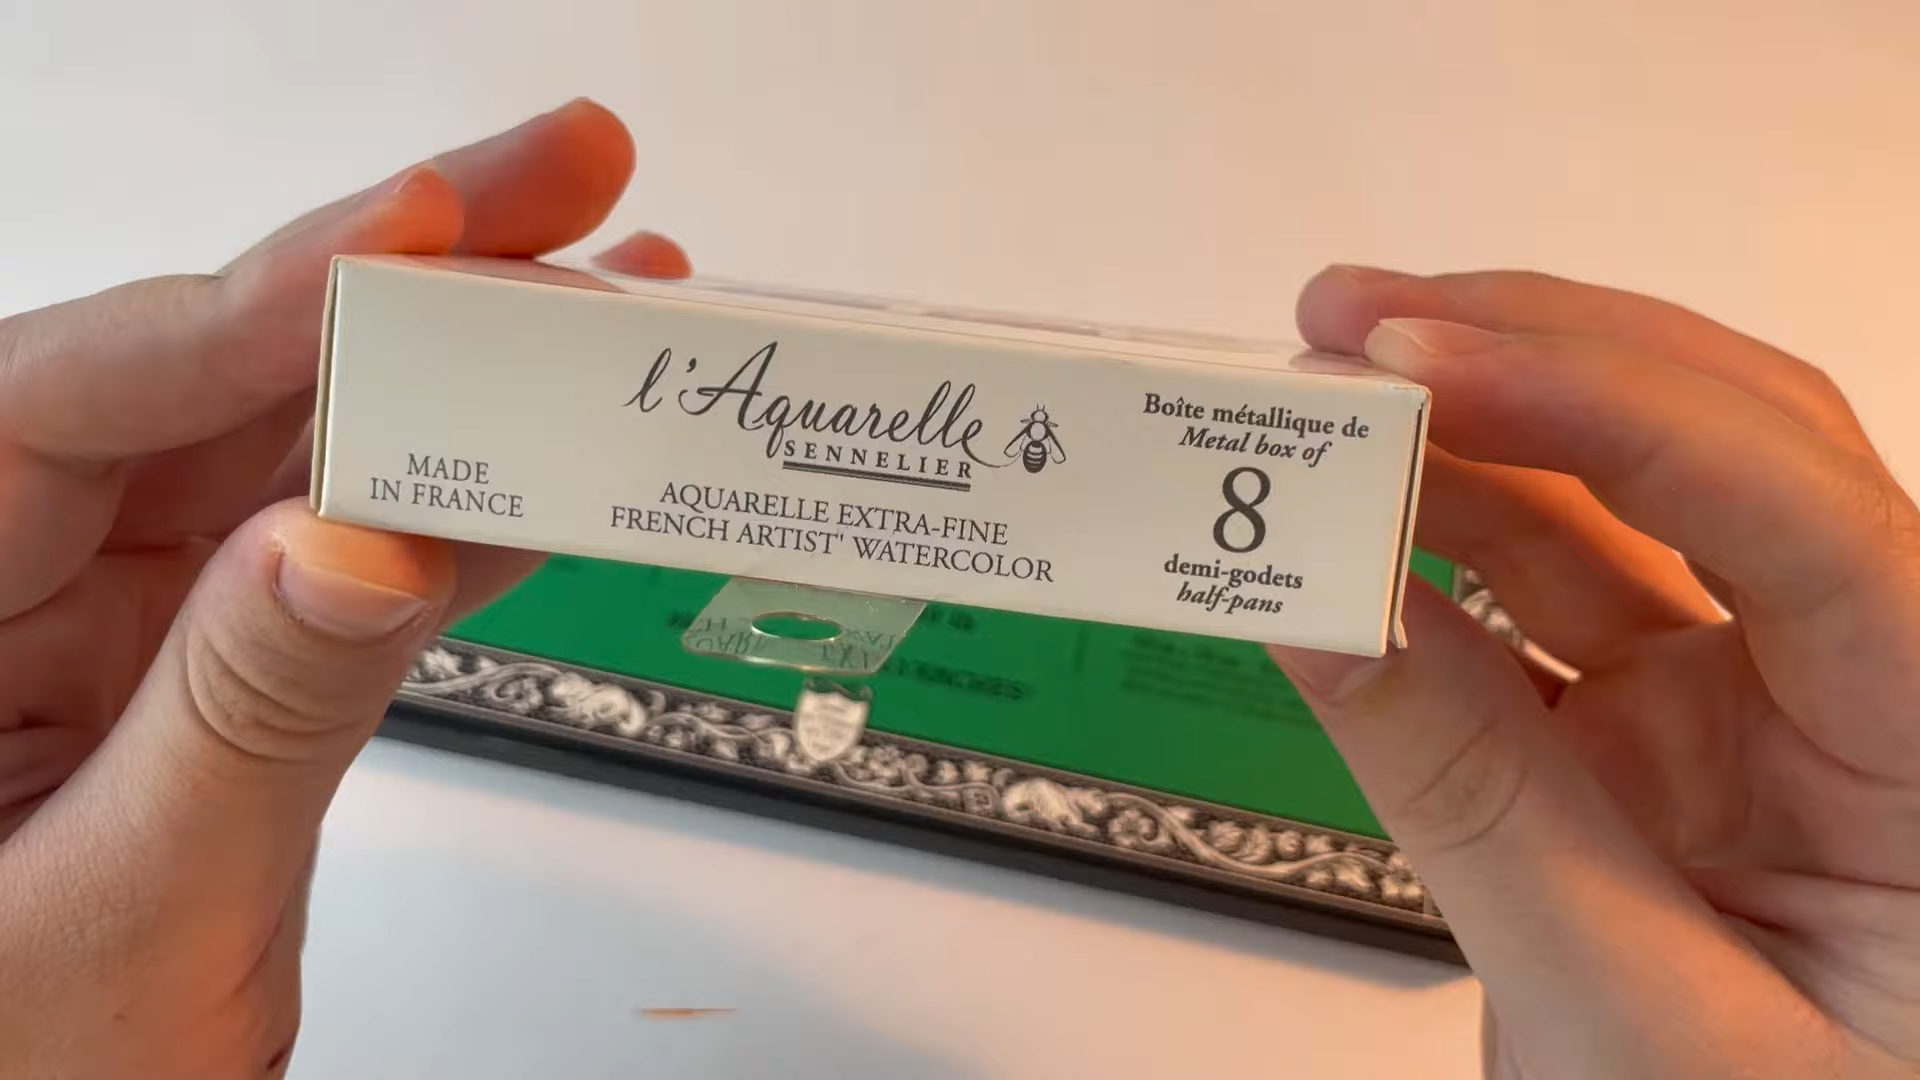 MADE
IN FRANCE
l'Aquarelle
SENNELIER
AQUARELLE EXTRA-FINE
FRENCH ARTIST" WATERCOLOR
Boîte métallique de
Metal box of
8
demi-godets
half-pans